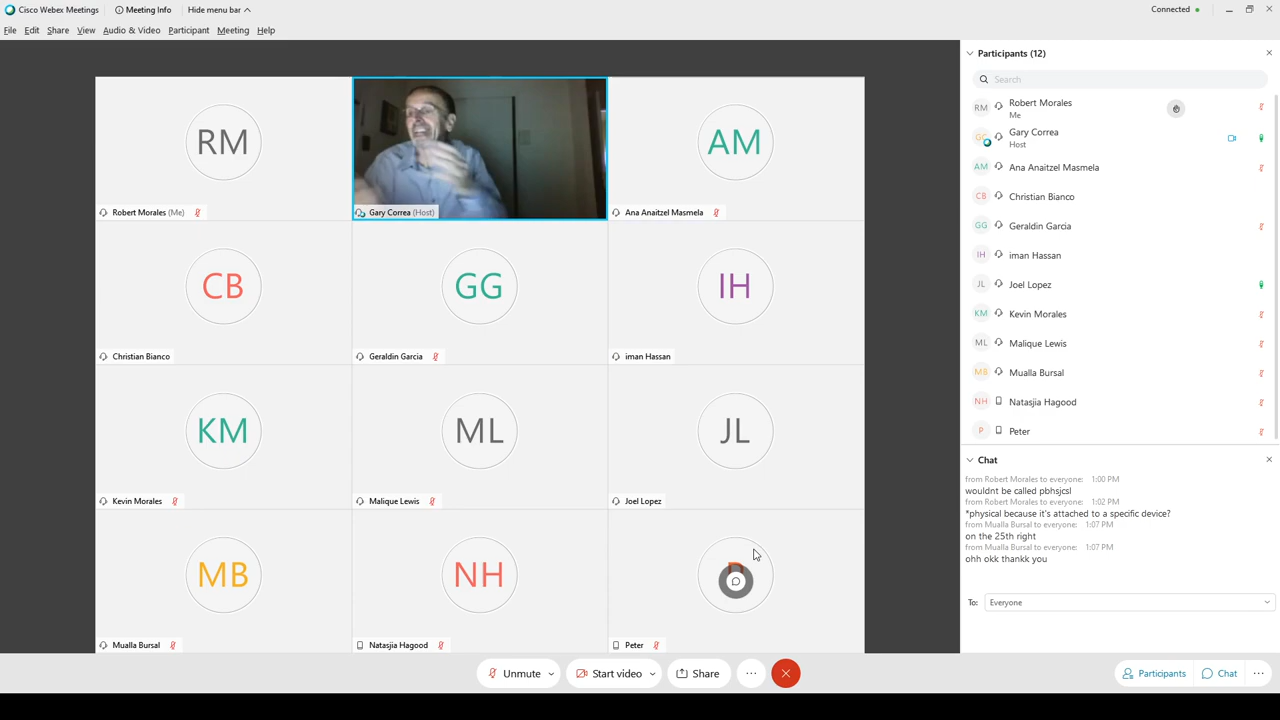 Cisco Webex Meetings
Meeting Info
Hide menu bar
Connected
File Edit Share View Audio & Video Participant Meeting Help
RM
Robert Morales (Me)
Gary Correa (Host)
AM
Ana Anaitzel Masmela
CB
Christian Bianco
GG
Geraldin Garcia
IH
iman Hassan
KM
Kevin Morales
ML
Malique Lewis
JL
Joel Lopez
MB
Mualla Bursal
NH
Natasjia Hagood
Peter
Unmute
Start video
Share
Participants (12)
Search
RM Robert Morales
Me
GC Gary Correa
Host
AM Ana Anaitzel Masmela
CB Christian Bianco
GG Geraldin Garcia
IH iman Hassan
JL Joel Lopez
KM Kevin Morales
ML Malique Lewis
MB Mualla Bursal
NH Natasjia Hagood
P Peter
Chat
from Robert Morales to everyone: 1:00 PM
wouldnt be called pbhsjcsl
from Robert Morales to everyone: 1:02 PM
*physical because it's attached to a specific device?
from Mualla Bursal to everyone: 1:07 PM
on the 25th right
from Mualla Bursal to everyone: 1:07 PM
ohh okk thankk you
To: Everyone
Participants
Chat